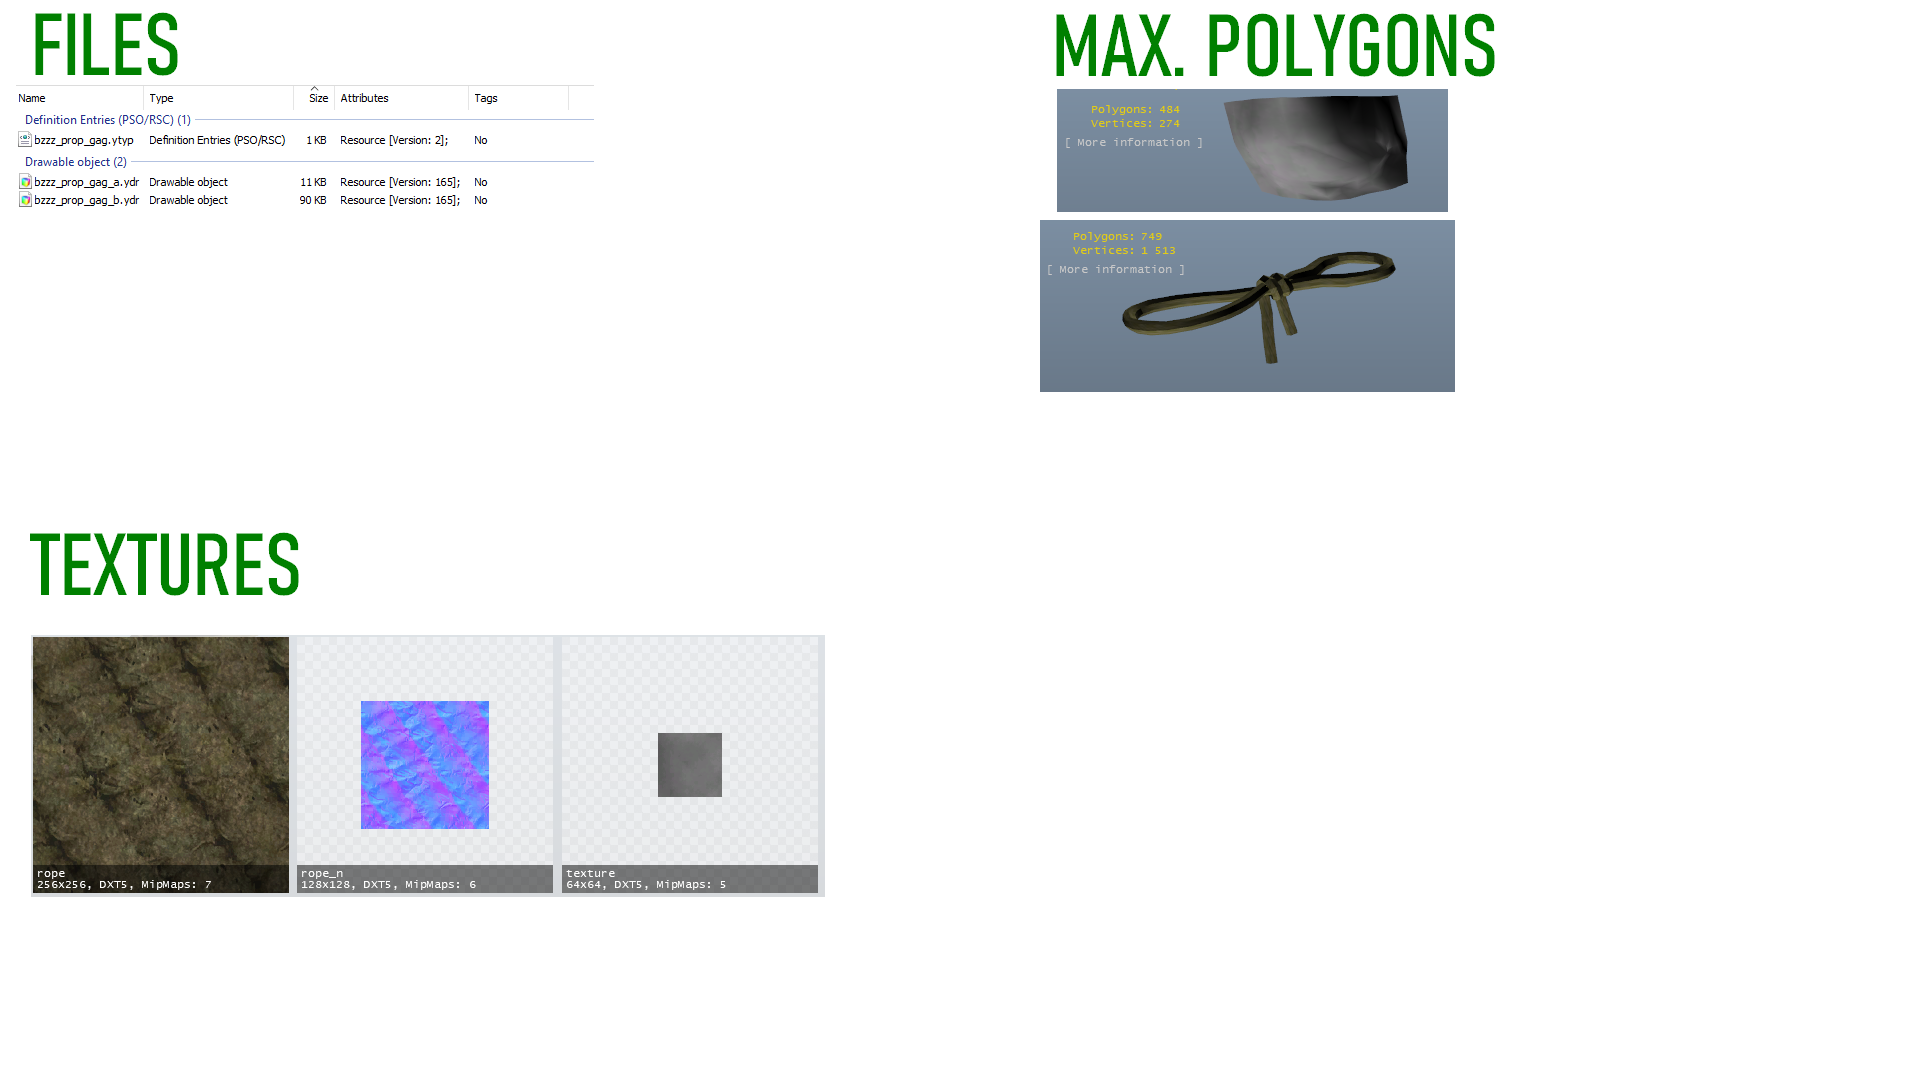 FILES
Name Type Size Attributes Tags
Definition Entries (PSO/RSC) (1)
bzzz_prop_gag.ytyp Definition Entries (PSO/RSC) 1 KB Resource [Version: 2]; No
Drawable object (2)
bzzz_prop_gag_a.ydr Drawable object 11 KB Resource [Version: 165]; No
bzzz_prop_gag_b.ydr Drawable object 90 KB Resource [Version: 165]; No
MAX. POLYGONS
Polygons: 484
Vertices: 274
[ More information ]
Polygons: 749
Vertices: 1 513
[ More information ]
TEXTURES
rope
256x256, DXT5, MipMaps: 7
rope_n
128x128, DXT5, MipMaps: 6
texture
64x64, DXT5, MipMaps: 5